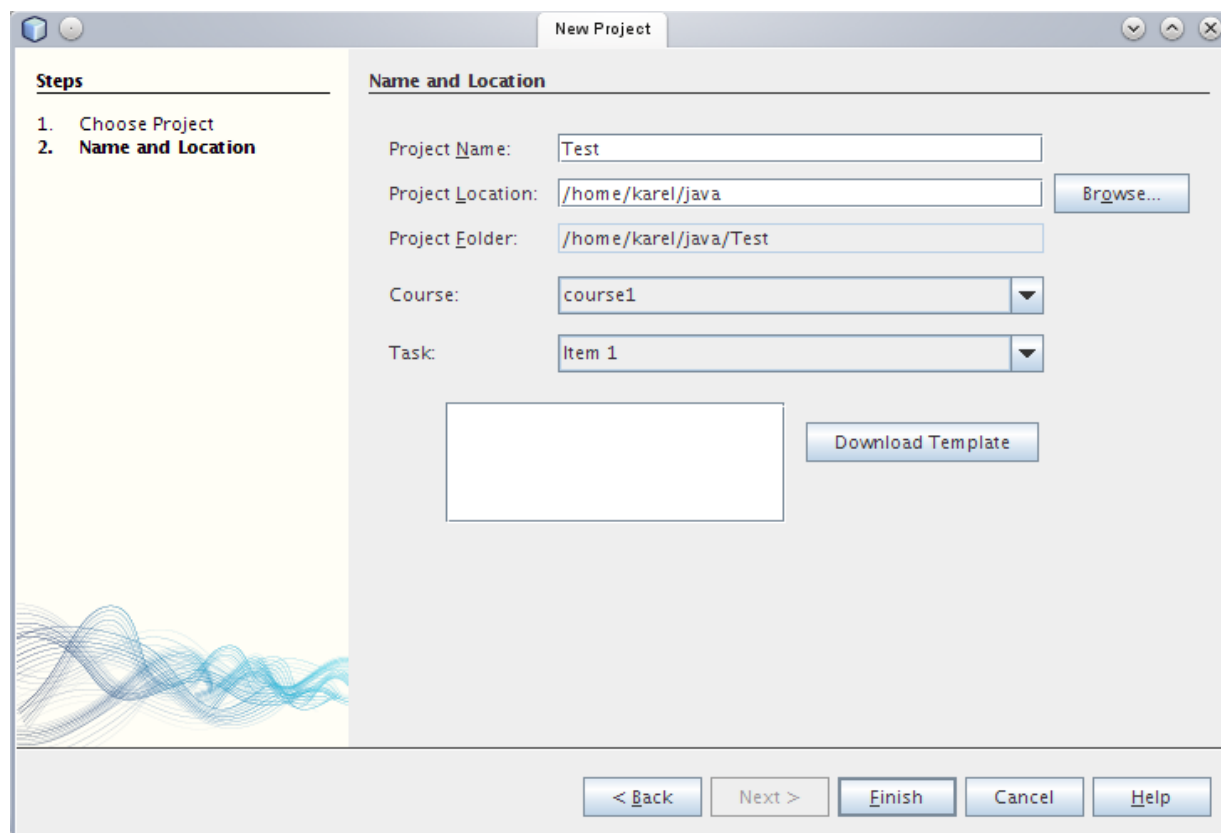 New Project
Steps
1. Choose Project
2. Name and Location
Name and Location
Project Name: Test
Project Location: /home/karel/java Browse...
Project Folder: /home/karel/java/Test
Course: course1
Task: Item 1
Download Template
< Back Next > Finish Cancel Help